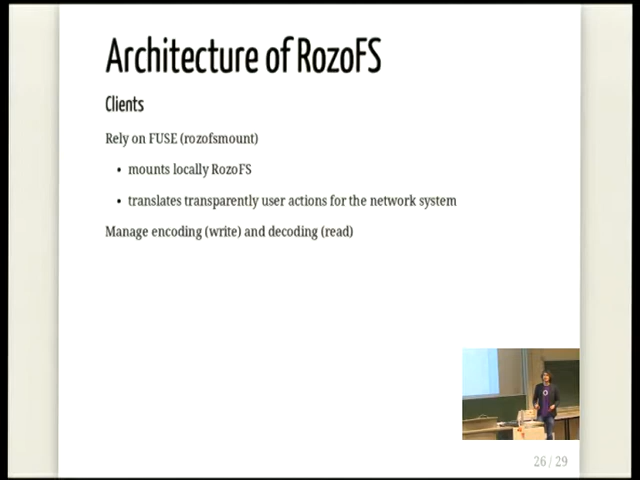 Architecture of RozoFS
Clients
Rely on FUSE (rozofsmount)
• mounts locally RozoFS
• translates transparently user actions for the network system
Manage encoding (write) and decoding (read)
26 / 29